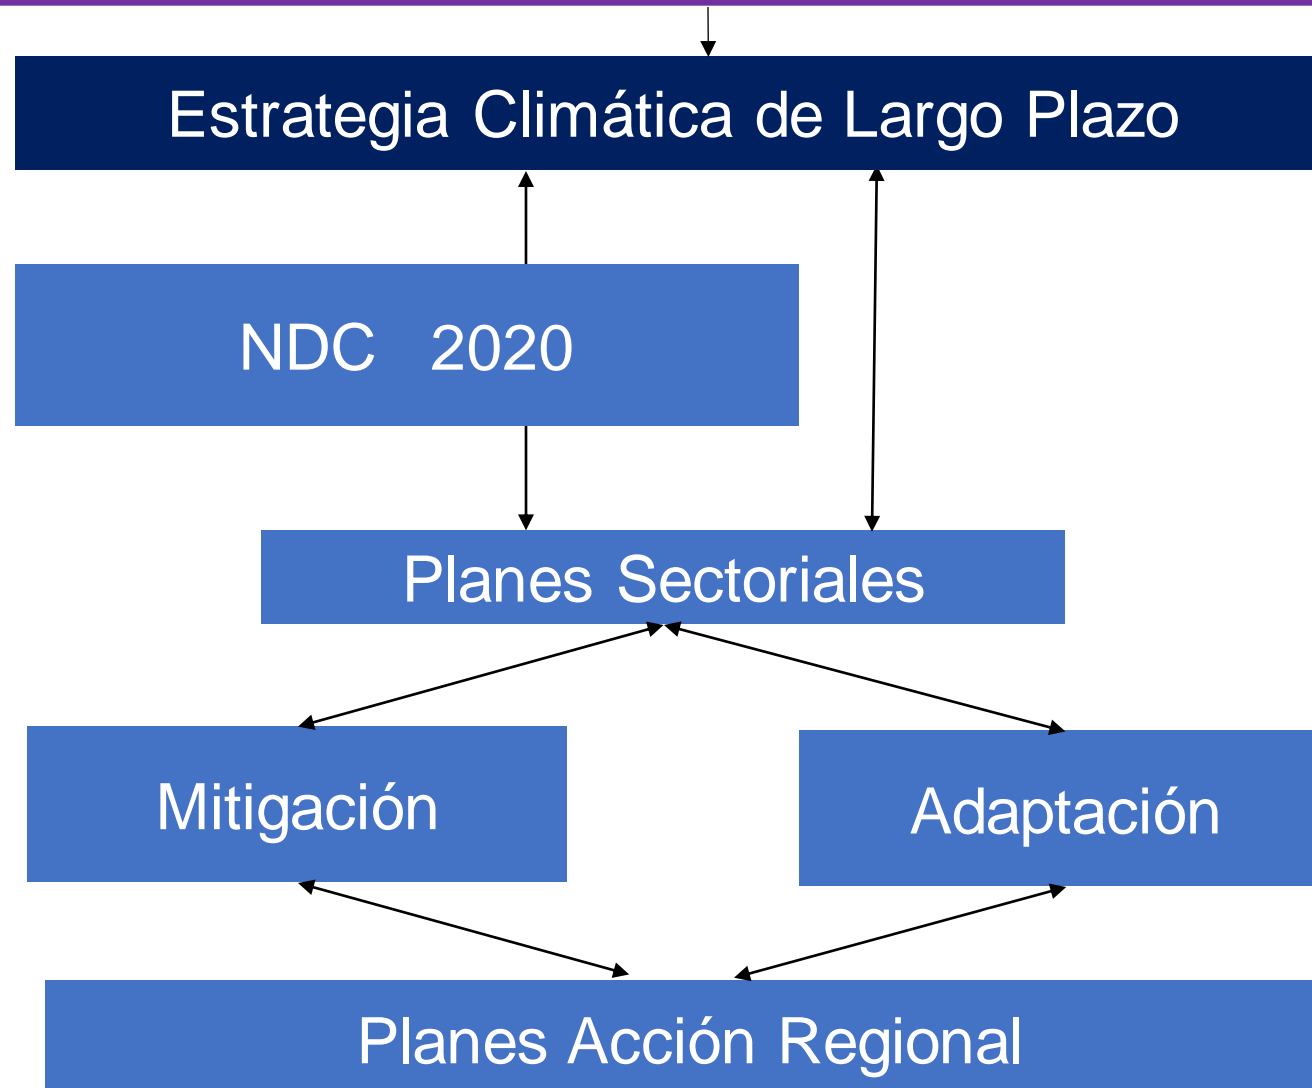 Estrategia Climática de Largo Plazo
NDC 2020
Planes Sectoriales
Mitigación
Adaptación
Planes Acción Regional